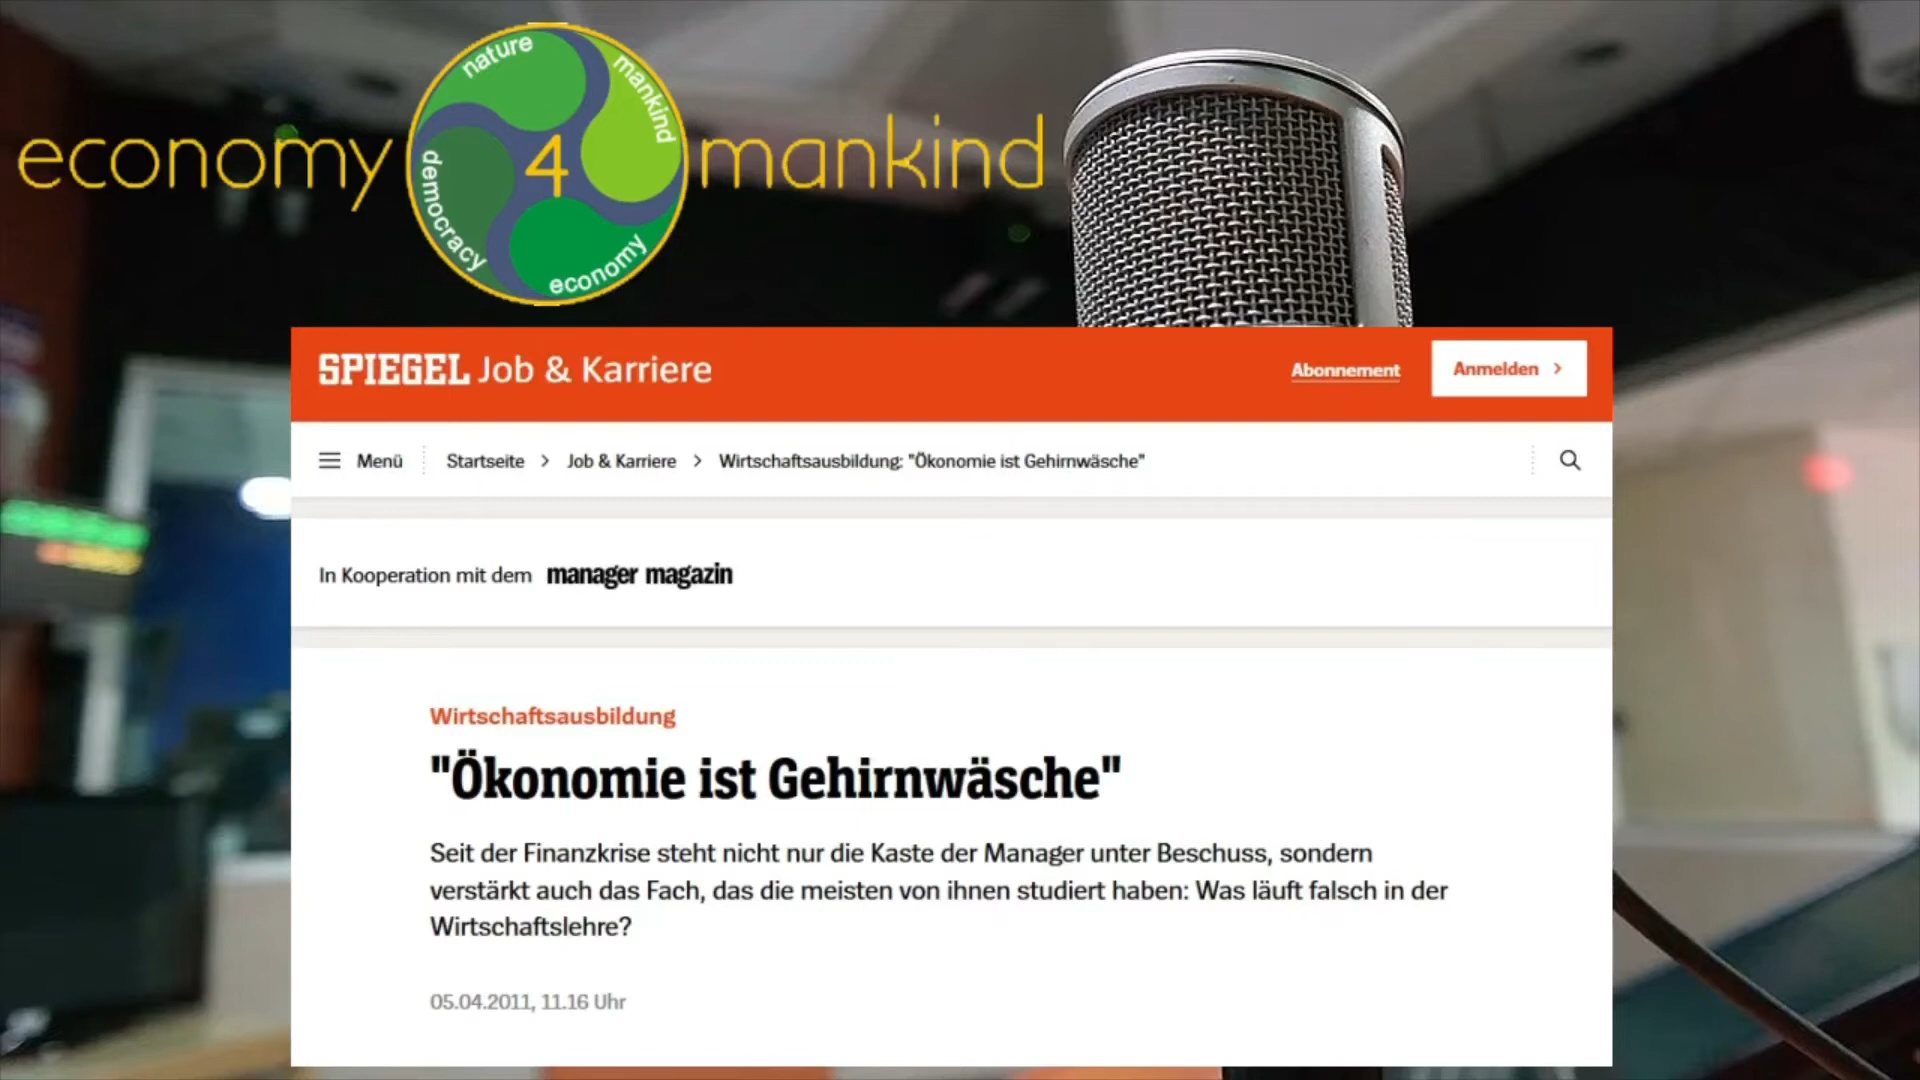 economy 4 mankind
nature
mankind
democracy
economy
SPIEGEL Job & Karriere
Abonnement
Anmelden
Menü
Startseite > Job & Karriere > Wirtschaftsausbildung: "Ökonomie ist Gehirnwäsche"
In Kooperation mit dem manager magazin
Wirtschaftsausbildung
"Ökonomie ist Gehirnwäsche"
Seit der Finanzkrise steht nicht nur die Kaste der Manager unter Beschuss, sondern
verstärkt auch das Fach, das die meisten von ihnen studiert haben: Was läuft falsch in der
Wirtschaftslehre?
05.04.2011, 11.16 Uhr